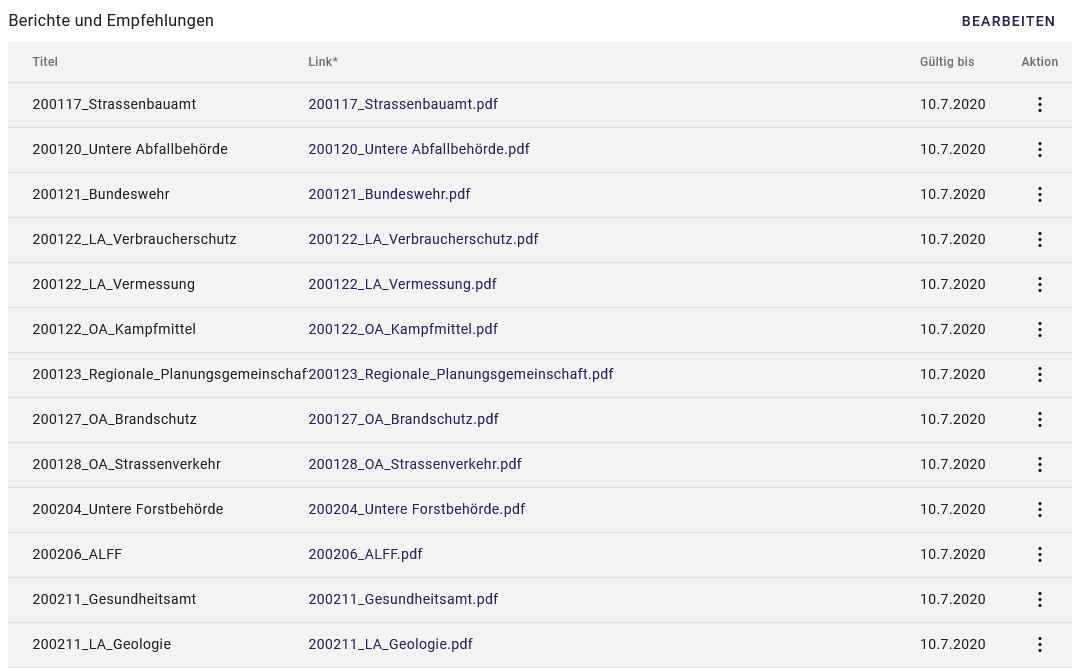 Berichte und Empfehlungen BEARBEITEN
Titel Link* Gültig bis Aktion
200117_Strassenbauamt 200117_Strassenbauamt.pdf 10.7.2020
200120_Untere Abfallbehörde 200120_Untere Abfallbehörde.pdf 10.7.2020
200121_Bundeswehr 200121_Bundeswehr.pdf 10.7.2020
200122_LA_Verbraucherschutz 200122_LA_Verbraucherschutz.pdf 10.7.2020
200122_LA_Vermessung 200122_LA_Vermessung.pdf 10.7.2020
200122_OA_Kampfmittel 200122_OA_Kampfmittel.pdf 10.7.2020
200123_Regionale_Planungsgemeinschaf 200123_Regionale_Planungsgemeinschaft.pdf 10.7.2020
200127_OA_Brandschutz 200127_OA_Brandschutz.pdf 10.7.2020
200128_OA_Strassenverkehr 200128_OA_Strassenverkehr.pdf 10.7.2020
200204_Untere Forstbehörde 200204_Untere Forstbehörde.pdf 10.7.2020
200206_ALFF 200206_ALFF.pdf 10.7.2020
200211_Gesundheitsamt 200211_Gesundheitsamt.pdf 10.7.2020
200211_LA_Geologie 200211_LA_Geologie.pdf 10.7.2020